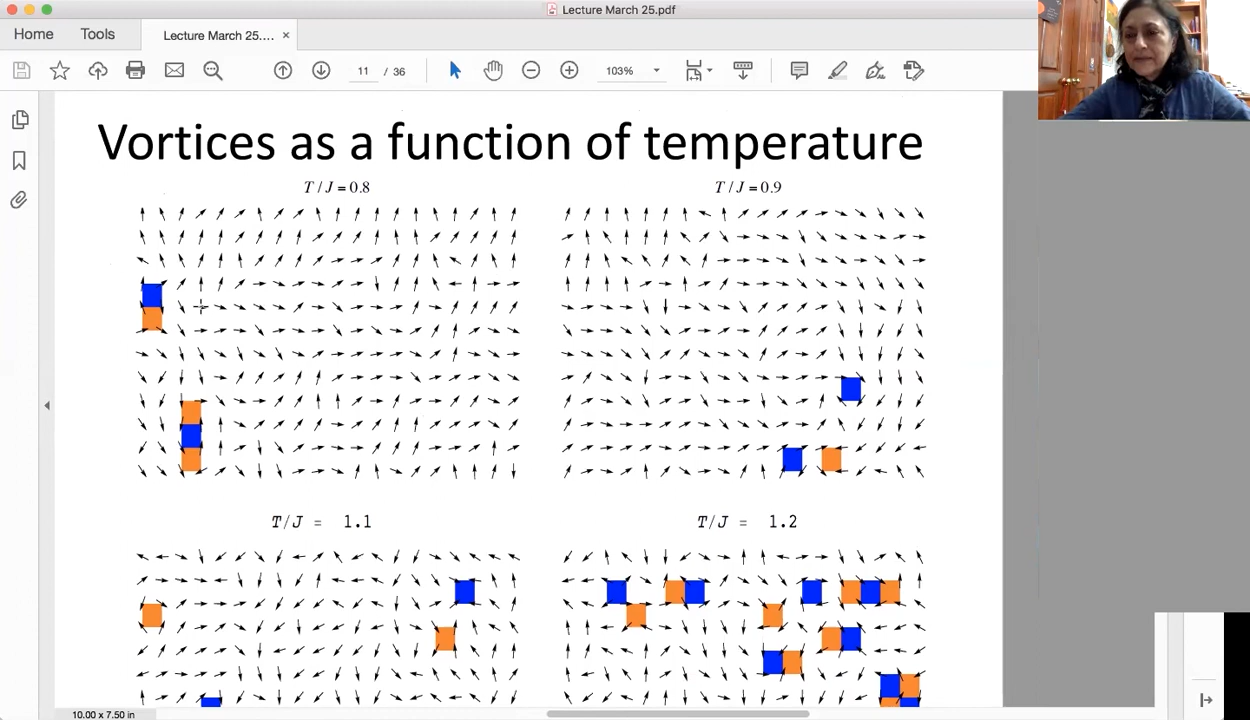 Lecture March 25.pdf
Home Tools Lecture March 25.... ×
11 / 36 103%
Vortices as a function of temperature
T / J = 0.8 T / J = 0.9
T/J = 1.1 T/J = 1.2
10.00 x 7.50 in